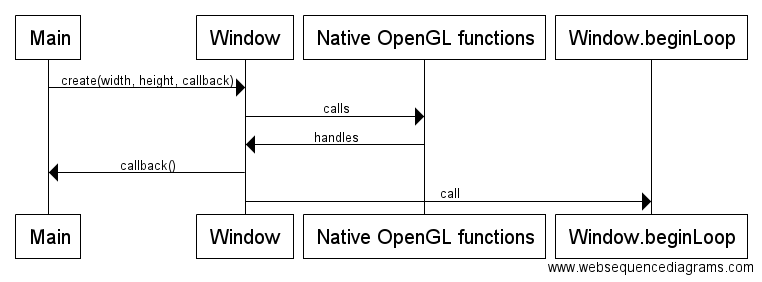 Main Window Native OpenGL functions Window.beginLoop
create(width, height, callback)
calls
handles
callback()
call
Main Window Native OpenGL functions Window.beginLoop
www.websequencediagrams.com